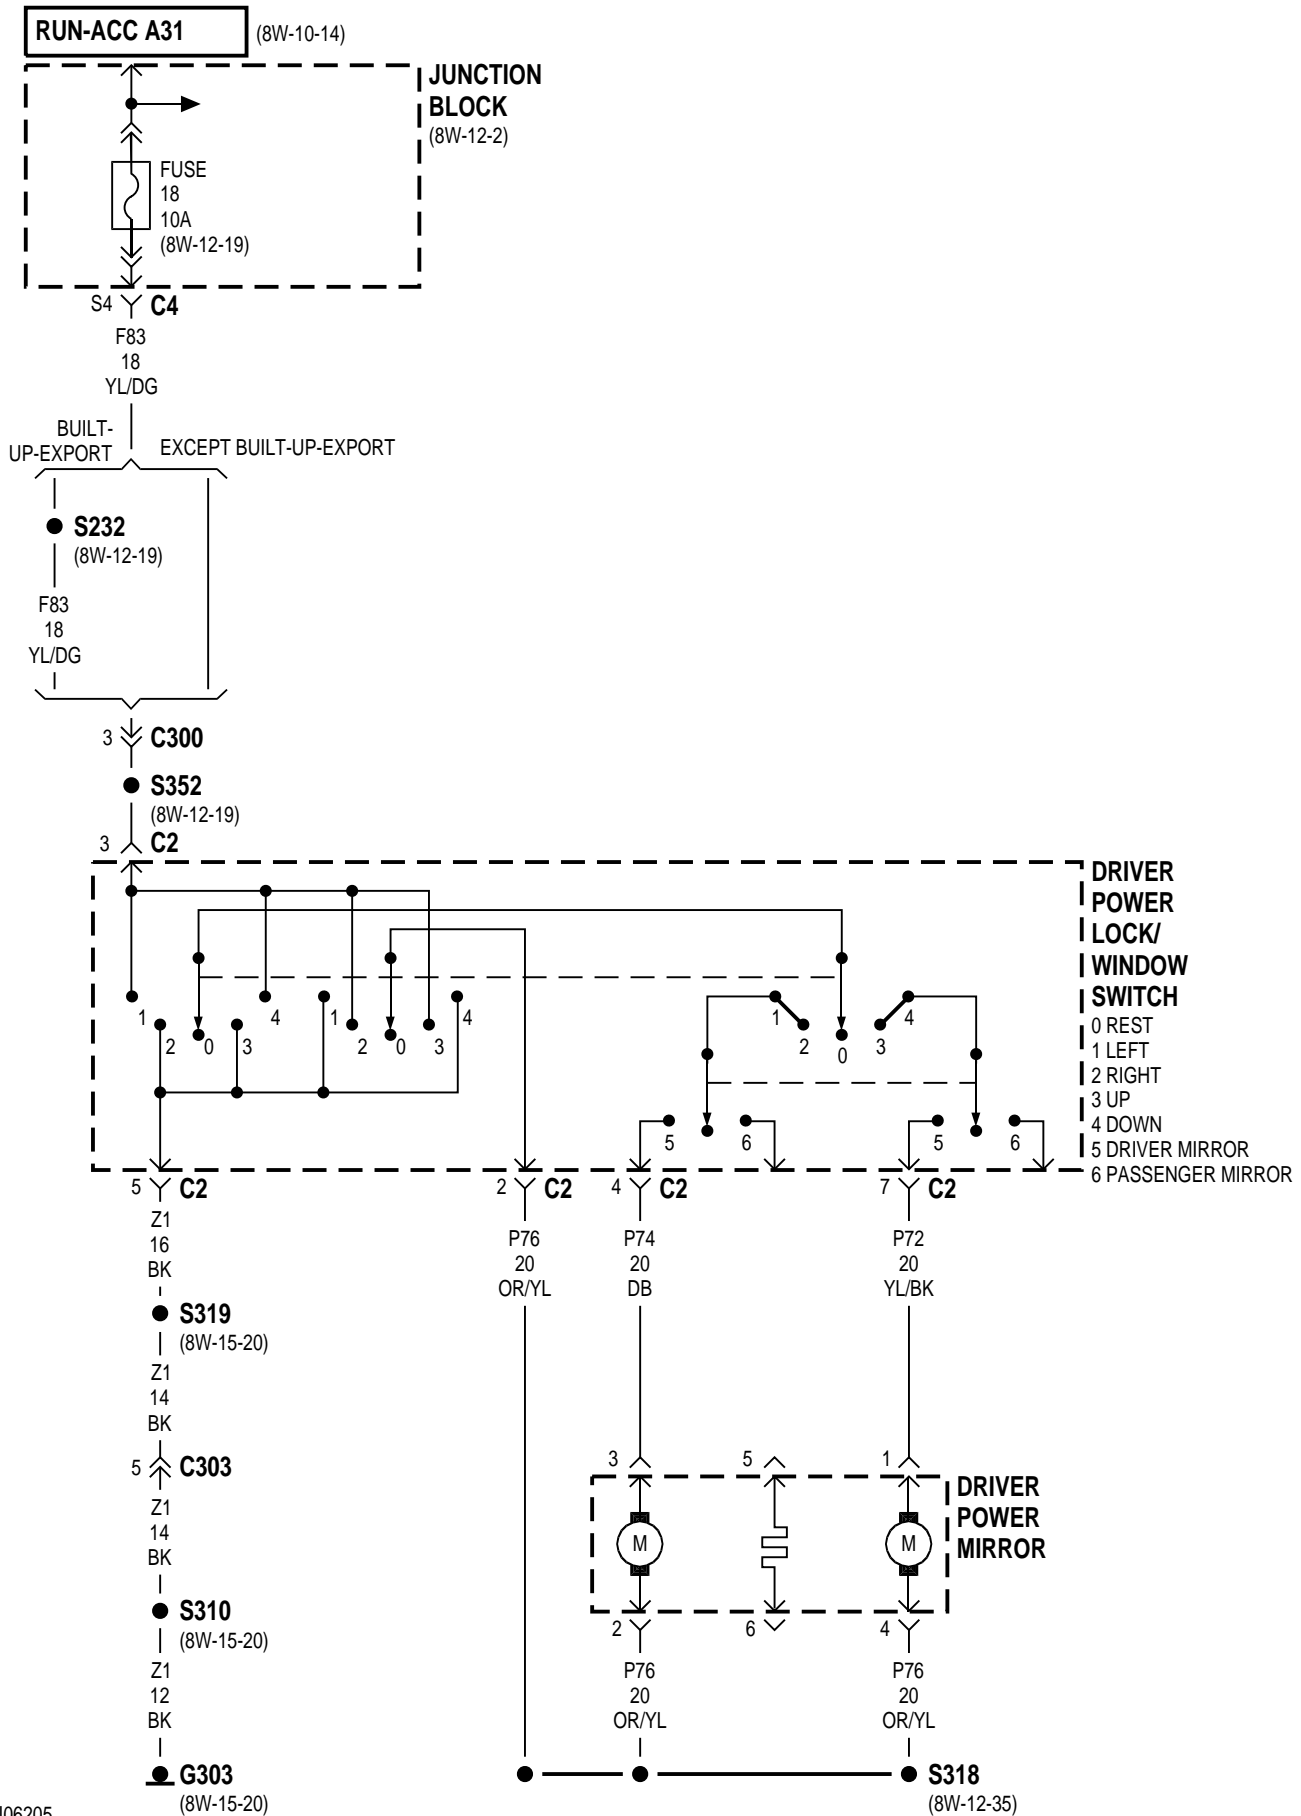 RUN-ACC A31 (8W-10-14)
JUNCTION
BLOCK
(8W-12-2)
FUSE
18
10A
(8W-12-19)
S4 C4
F83
18
YL/DG
BUILT-
UP-EXPORT
EXCEPT BUILT-UP-EXPORT
S232
(8W-12-19)
F83
18
YL/DG
3 C300
S352
(8W-12-19)
3 C2
DRIVER
POWER
LOCK/
WINDOW
SWITCH
0 REST
1 LEFT
2 RIGHT
3 UP
4 DOWN
5 DRIVER MIRROR
6 PASSENGER MIRROR
1 4 1 4 1 4
2 0 3 2 0 3 2 0 3
5 6 5 6
5 C2 2 C2 4 C2 7 C2
Z1
16
BK
P76
20
OR/YL
P74
20
DB
P72
20
YL/BK
S319
(8W-15-20)
Z1
14
BK
5 C303
3 5 1
DRIVER
POWER
MIRROR
M M
Z1
14
BK
S310
(8W-15-20)
2 6 4
Z1
12
BK
P76
20
OR/YL
P76
20
OR/YL
G303
(8W-15-20)
S318
(8W-12-35)